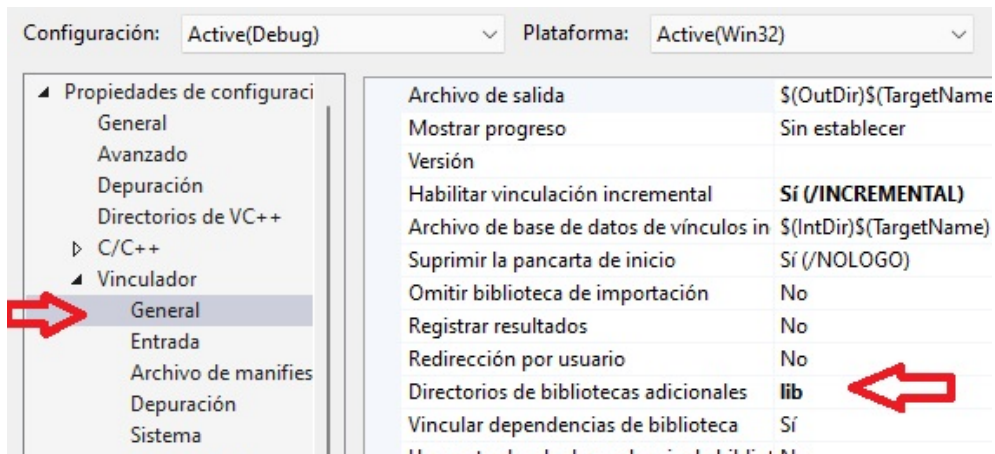 Configuración: Active(Debug) Plataforma: Active(Win32)
Propiedades de configuraci
General
Avanzado
Depuración
Directorios de VC++
C/C++
Vinculador
General
Entrada
Archivo de manifies
Depuración
Sistema
Archivo de salida $(OutDir)$(TargetName
Mostrar progreso Sin establecer
Versión
Habilitar vinculación incremental Sí (/INCREMENTAL)
Archivo de base de datos de vínculos in $(IntDir)$(TargetName)
Suprimir la pancarta de inicio Sí (/NOLOGO)
Omitir biblioteca de importación No
Registrar resultados No
Redirección por usuario No
Directorios de bibliotecas adicionales lib
Vincular dependencias de biblioteca Sí